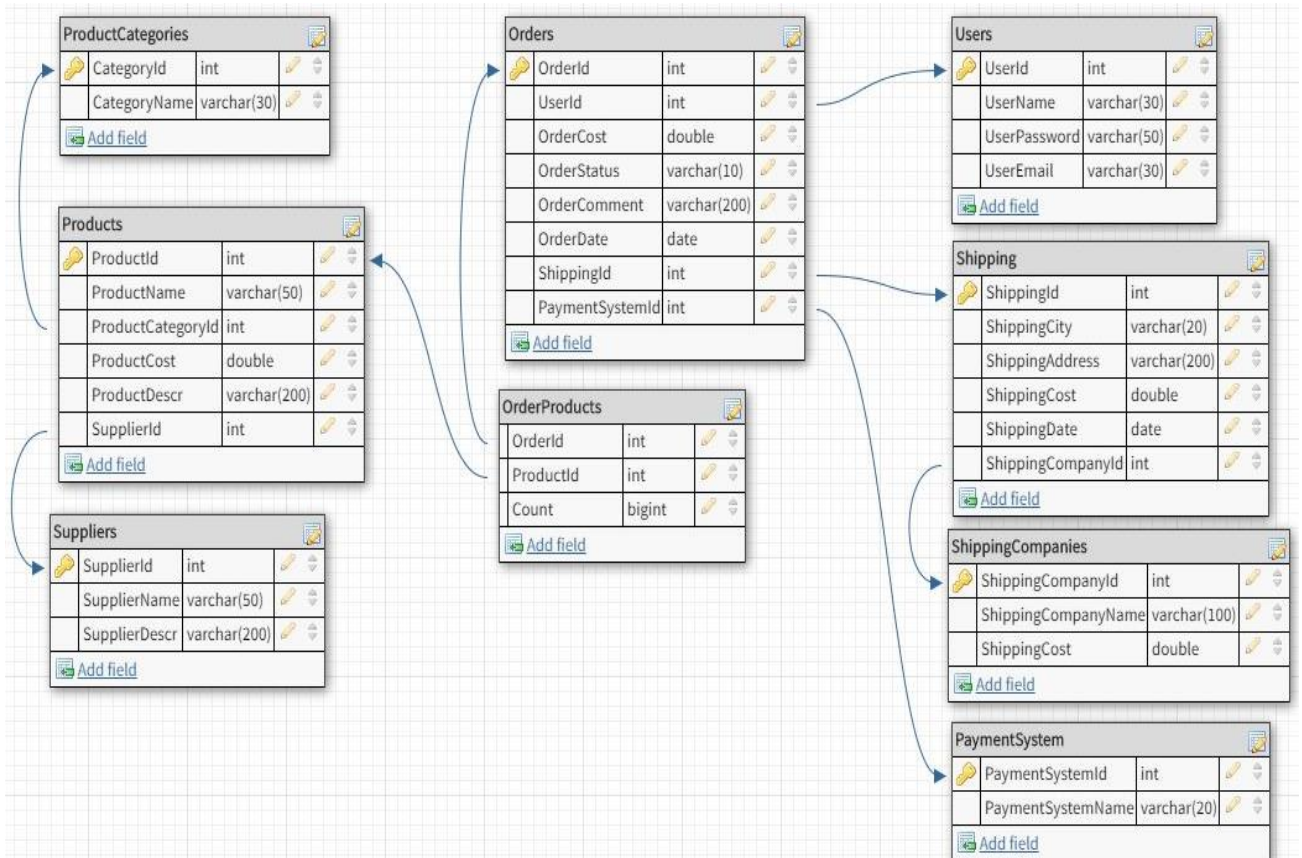 ProductCategories
CategoryId int
CategoryName varchar(30)
Add field
Products
ProductId int
ProductName varchar(50)
ProductCategoryId int
ProductCost double
ProductDescr varchar(200)
SupplierId int
Add field
Suppliers
SupplierId int
SupplierName varchar(50)
SupplierDescr varchar(200)
Add field
Orders
OrderId int
UserId int
OrderCost double
OrderStatus varchar(10)
OrderComment varchar(200)
OrderDate date
ShippingId int
PaymentSystemId int
Add field
OrderProducts
OrderId int
ProductId int
Count bigint
Add field
Users
UserId int
UserName varchar(30)
UserPassword varchar(50)
UserEmail varchar(30)
Add field
Shipping
ShippingId int
ShippingCity varchar(20)
ShippingAddress varchar(200)
ShippingCost double
ShippingDate date
ShippingCompanyId int
Add field
ShippingCompanies
ShippingCompanyId int
ShippingCompanyName varchar(100)
ShippingCost double
Add field
PaymentSystem
PaymentSystemId int
PaymentSystemName varchar(20)
Add field